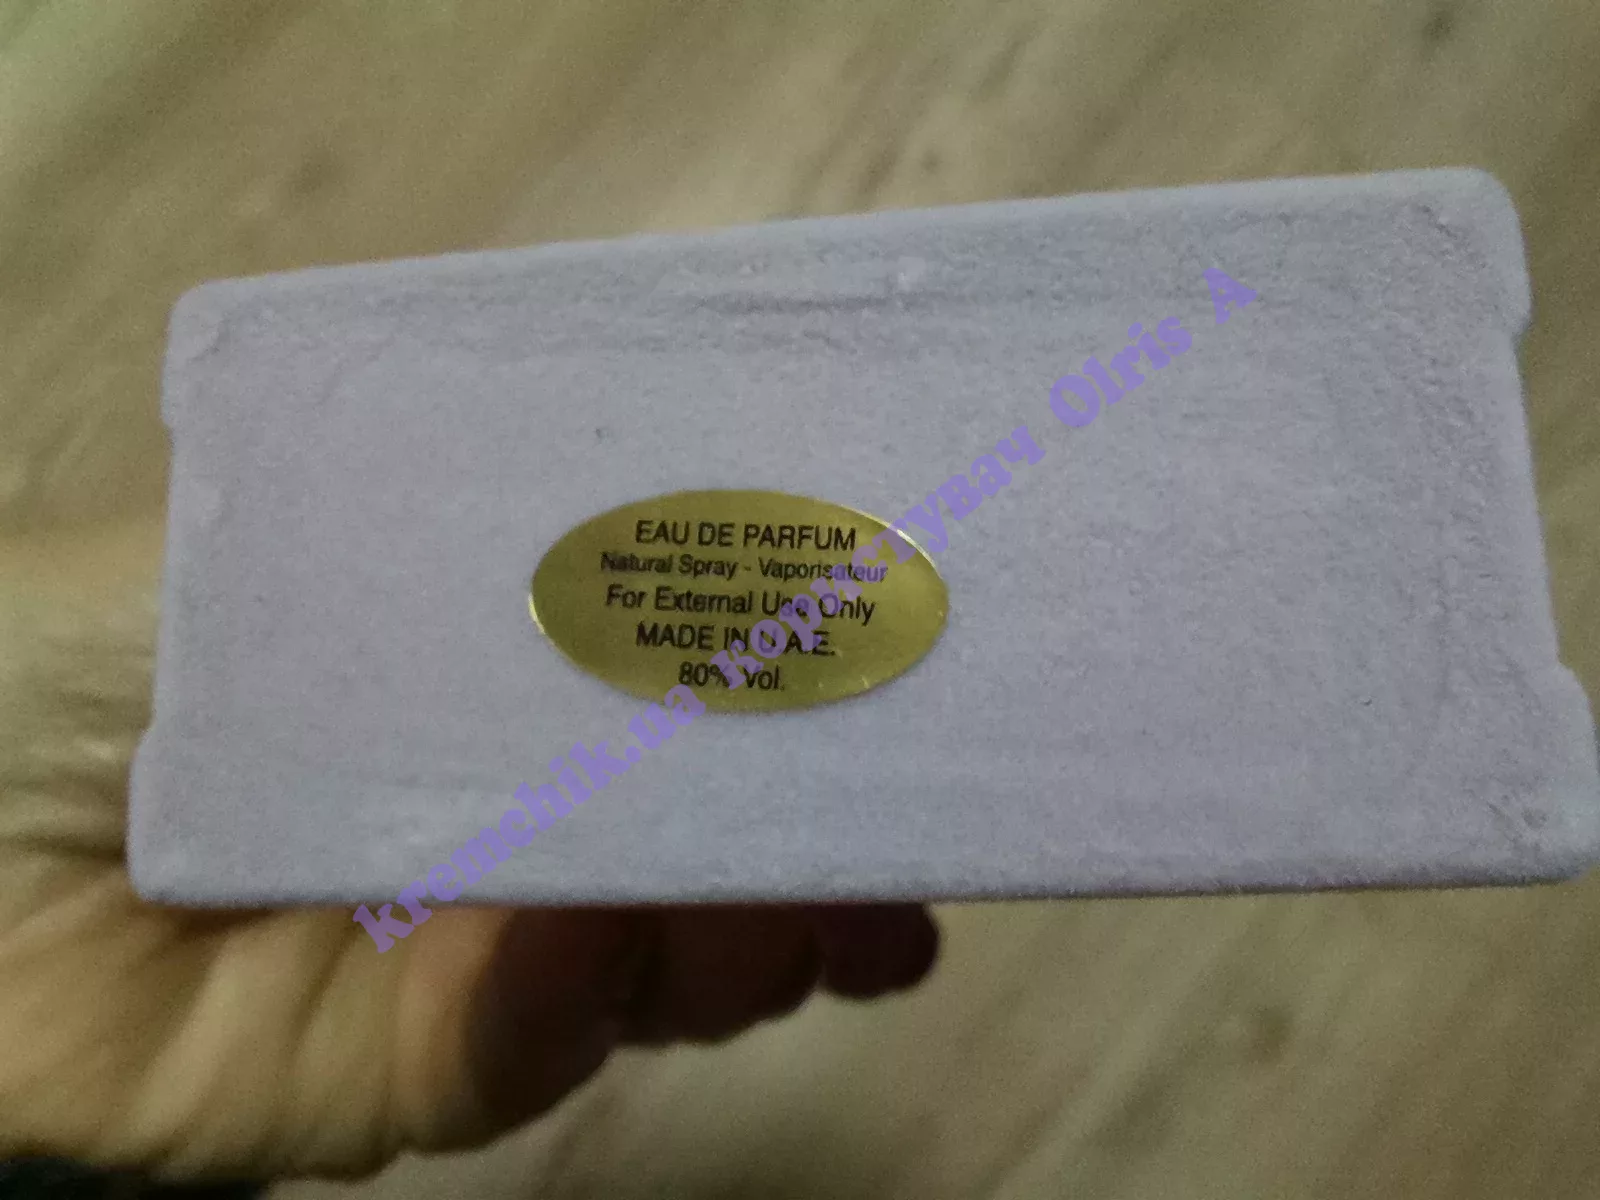 EAU DE PARFUM
Natural Spray - Vaporisateur
For External Use Only
MADE IN U.A.E.
80% Vol.
kremchik.ua користувач Olris A